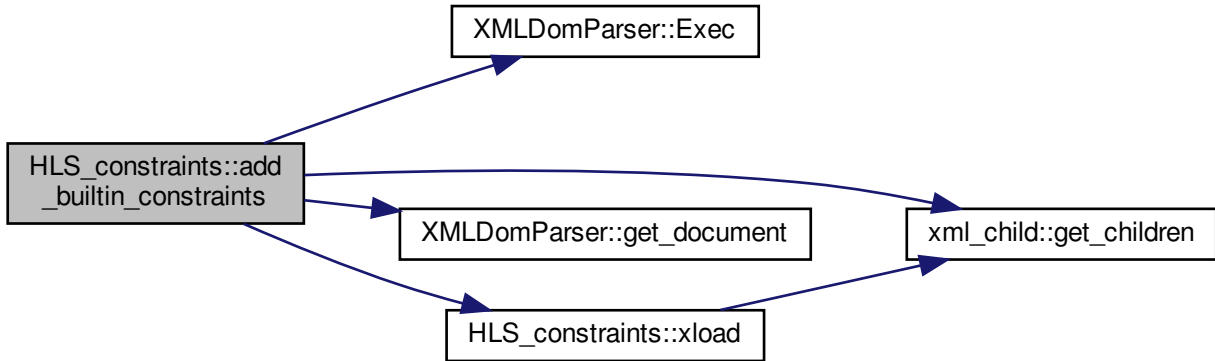 XMLDomParser::Exec
HLS_constraints::add
_builtin_constraints
XMLDomParser::get_document
xml_child::get_children
HLS_constraints::xload